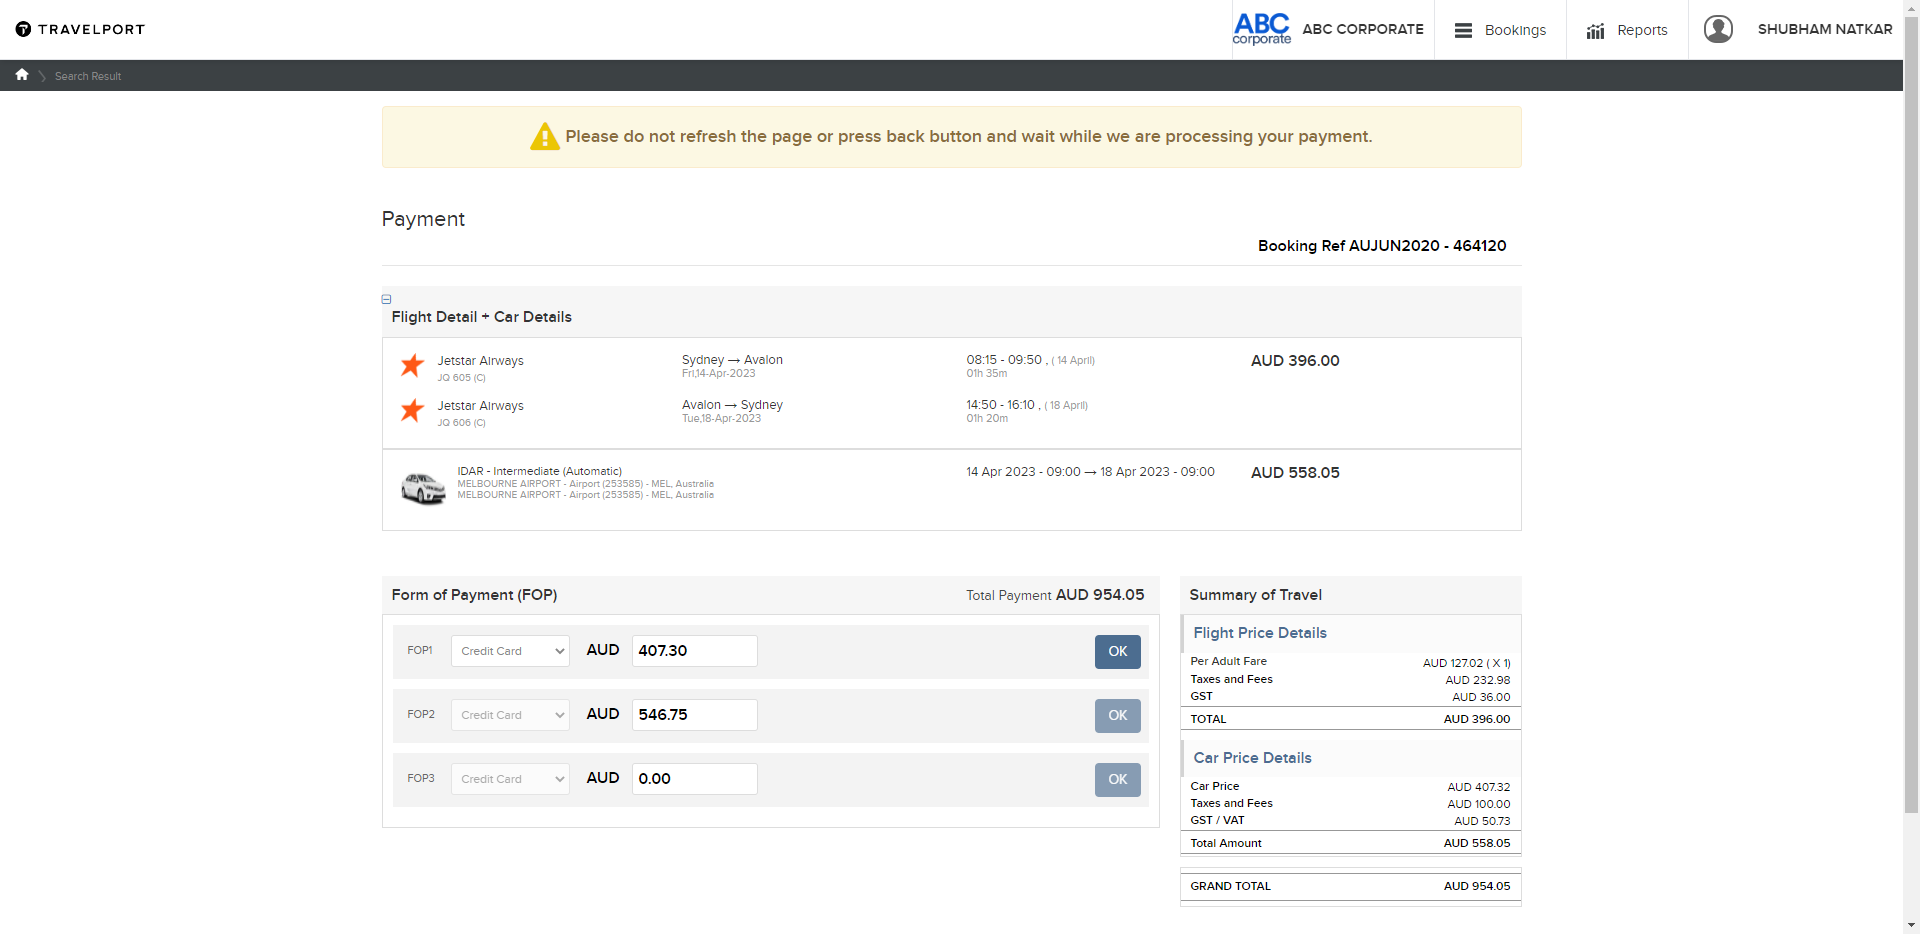 TRAVELPORT
ABC corporate
ABC CORPORATE
Bookings
Reports
SHUBHAM NATKAR
Search Result
Please do not refresh the page or press back button and wait while we are processing your payment.
Payment
Booking Ref AUJUN2020 - 464120
Flight Detail + Car Details
Jetstar Airways Sydney → Avalon 08:15 - 09:50 , ( 14 April) AUD 396.00
JQ 605 (C) Fri,14-Apr-2023 01h 35m
Jetstar Airways Avalon → Sydney 14:50 - 16:10 , ( 18 April)
JQ 606 (C) Tue,18-Apr-2023 01h 20m
IDAR - Intermediate (Automatic) 14 Apr 2023 - 09:00 → 18 Apr 2023 - 09:00 AUD 558.05
MELBOURNE AIRPORT - Airport (253585) - MEL, Australia
MELBOURNE AIRPORT - Airport (253585) - MEL, Australia
Form of Payment (FOP) Total Payment AUD 954.05
FOP1 Credit Card AUD 407.30 OK
FOP2 Credit Card AUD 546.75 OK
FOP3 Credit Card AUD 0.00 OK
Summary of Travel
Flight Price Details
Per Adult Fare AUD 127.02 ( X 1)
Taxes and Fees AUD 232.98
GST AUD 36.00
TOTAL AUD 396.00
Car Price Details
Car Price AUD 407.32
Taxes and Fees AUD 100.00
GST / VAT AUD 50.73
Total Amount AUD 558.05
GRAND TOTAL AUD 954.05